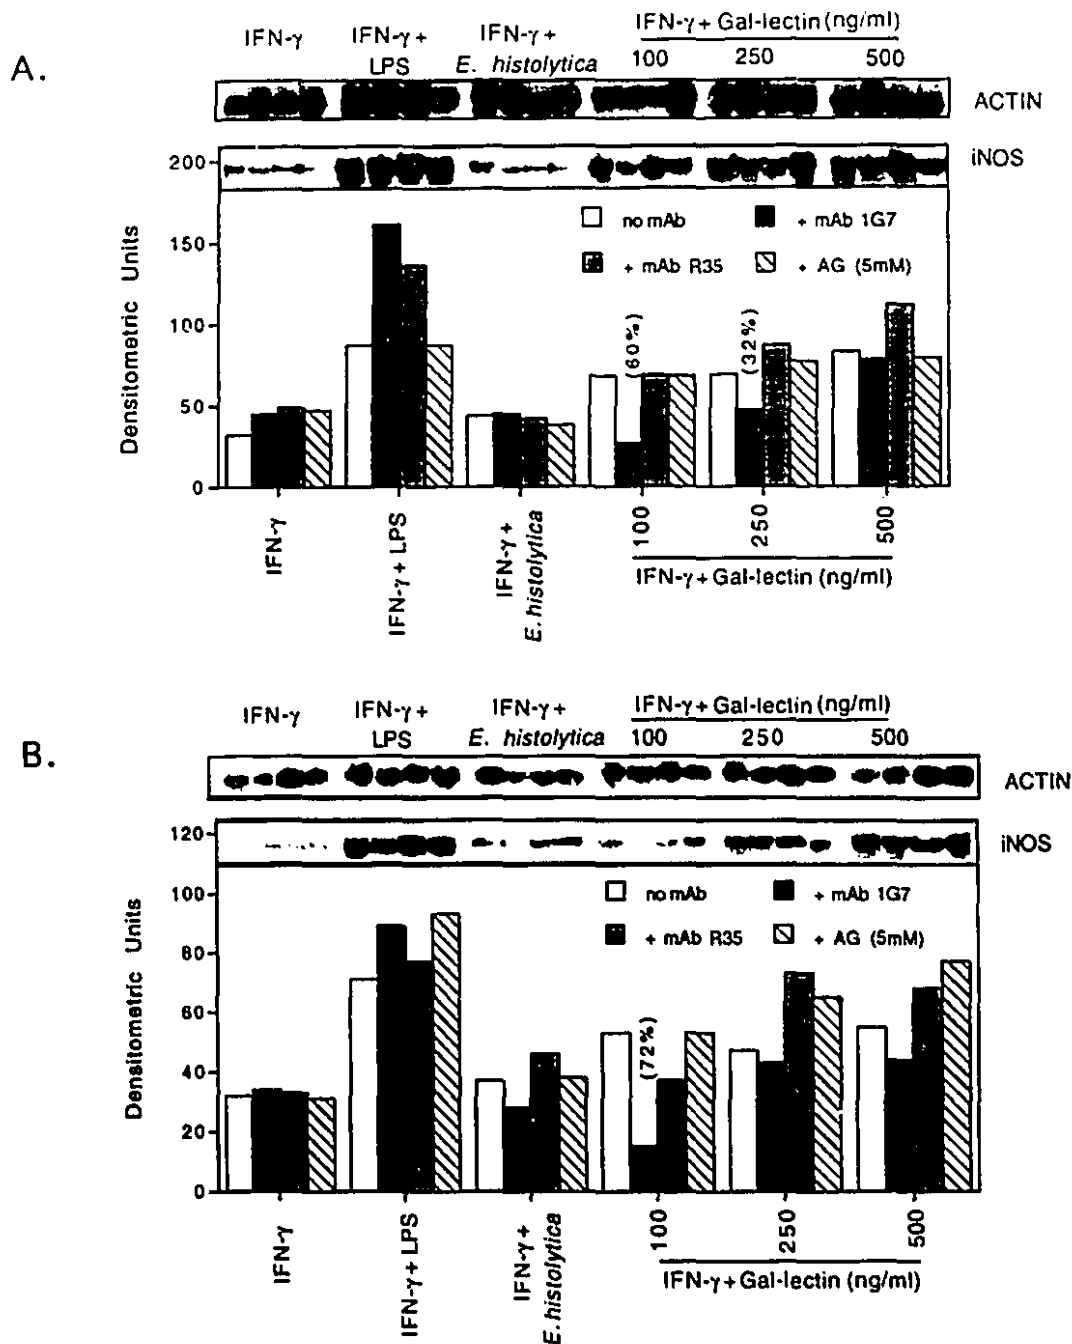 A.
IFN-γ
IFN-γ +
LPS
IFN-γ +
E. histolytica
IFN-γ + Gal-lectin (ng/ml)
100 250 500
ACTIN
iNOS
Densitometric Units
200
150
100
50
0
no mAb
+ mAb 1G7
+ mAb R35
+ AG (5mM)
(60%)
(32%)
IFN-γ
IFN-γ + LPS
IFN-γ +
E. histolytica
100
250
500
IFN-γ + Gal-lectin (ng/ml)
B.
IFN-γ
IFN-γ +
LPS
IFN-γ +
E. histolytica
IFN-γ + Gal-lectin (ng/ml)
100 250 500
ACTIN
iNOS
Densitometric Units
120
100
80
60
40
20
0
no mAb
+ mAb 1G7
+ mAb R35
+ AG (5mM)
(72%)
IFN-γ
IFN-γ + LPS
IFN-γ +
E. histolytica
100
250
500
IFN-γ + Gal-lectin (ng/ml)